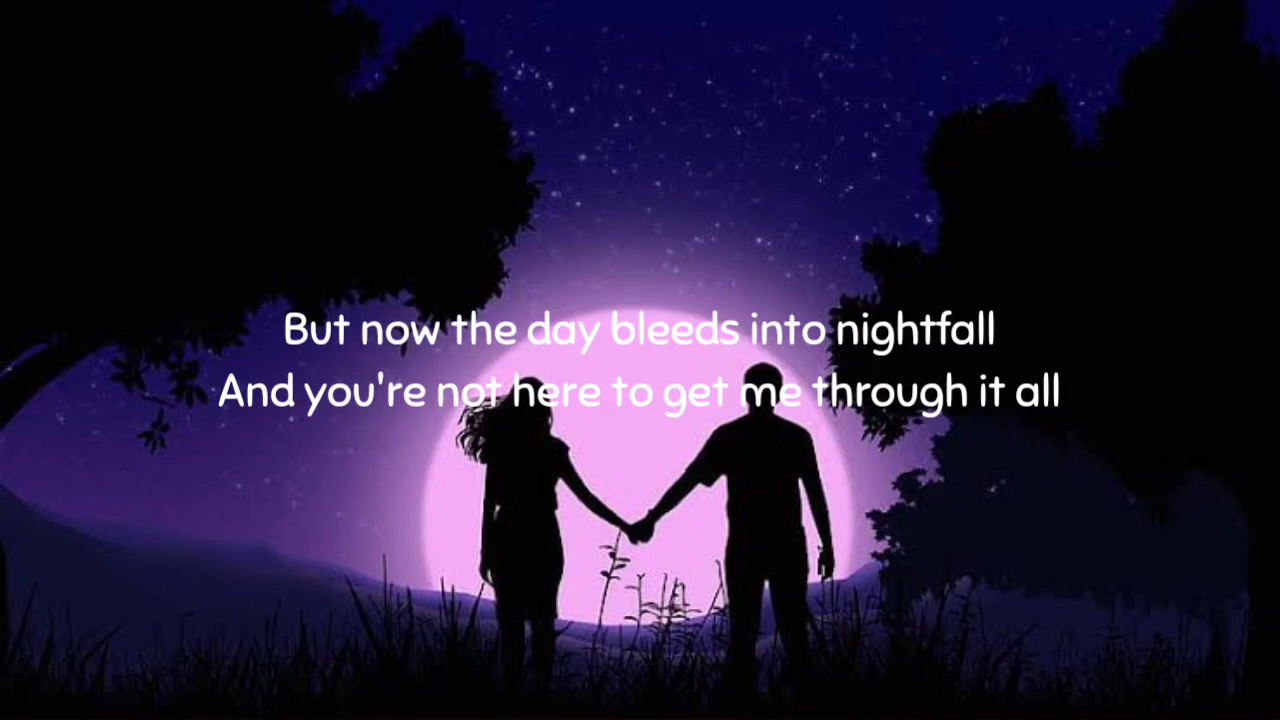 But now the day bleeds into nightfall
And you're not here to get me through it all